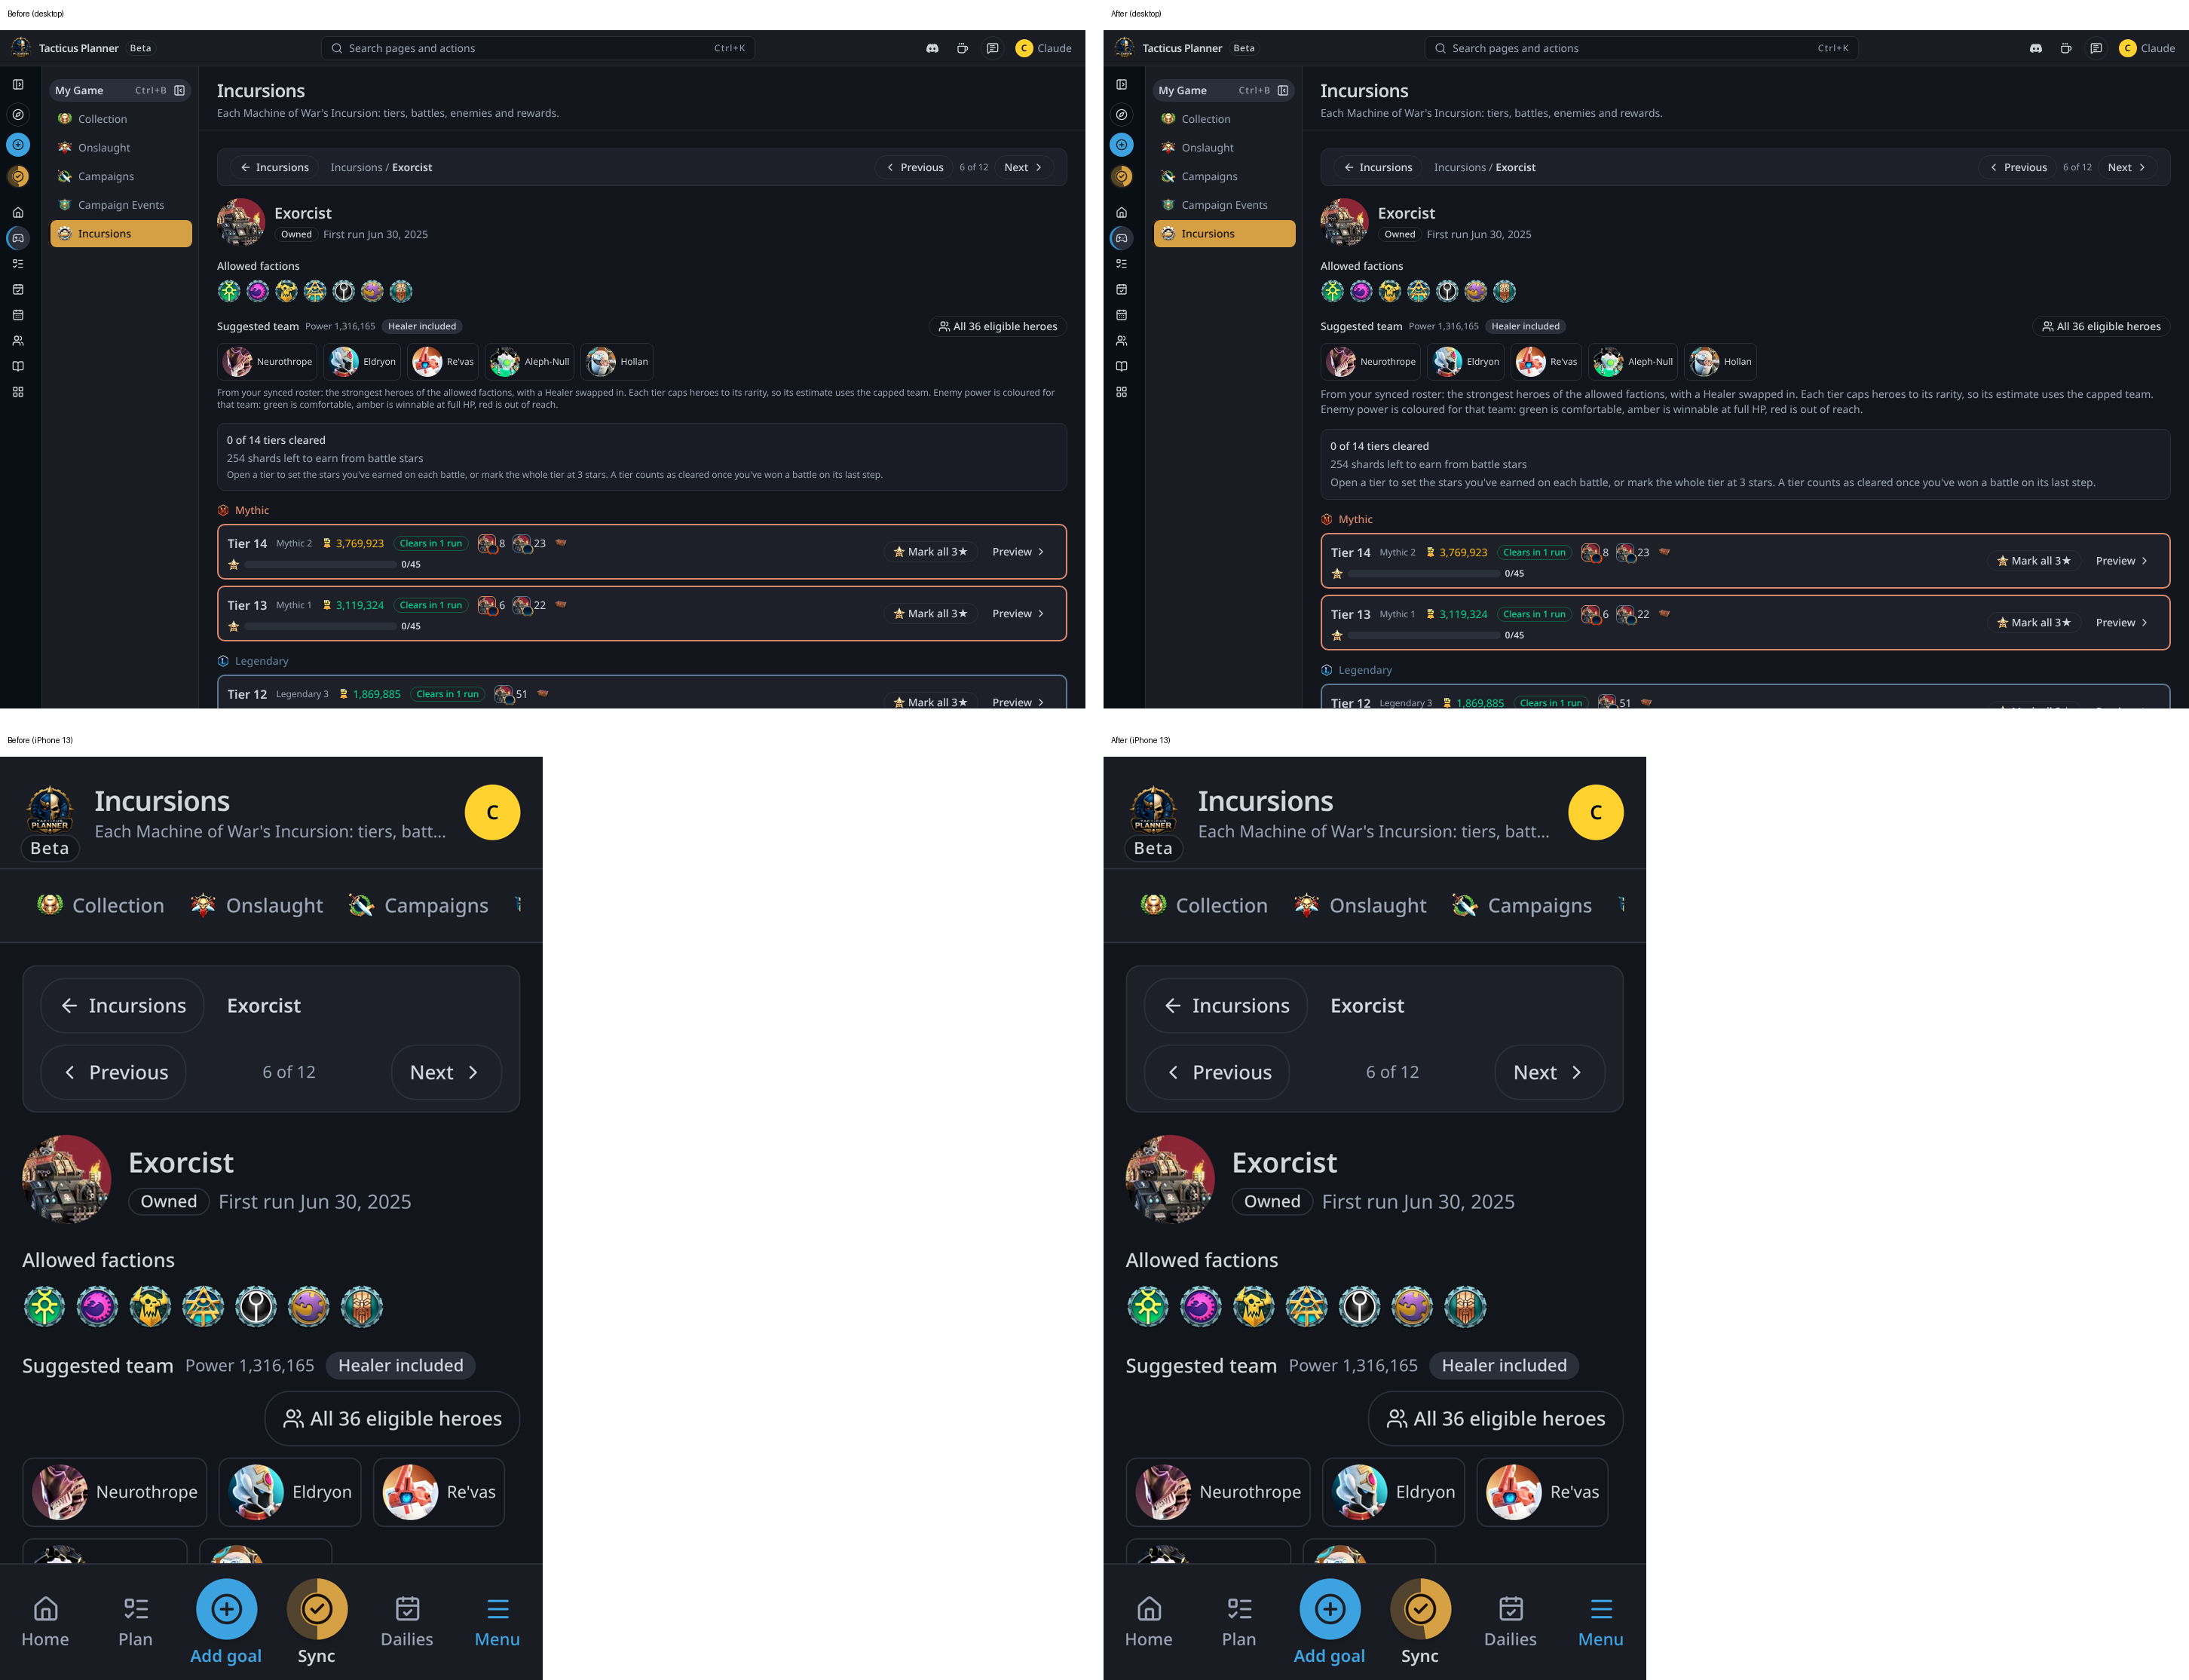 Before (desktop)
Tacticus Planner Beta Search pages and actions Ctrl+K C Claude
My Game Ctrl+B
Collection
Onslaught
Campaigns
Campaign Events
Incursions
Incursions
Each Machine of War's Incursion: tiers, battles, enemies and rewards.
Incursions Incursions / Exorcist Previous 6 of 12 Next
Exorcist
Owned First run Jun 30, 2025
Allowed factions
Suggested team Power 1,316,165 Healer included All 36 eligible heroes
Neurothrope Eldryon Re'vas Aleph-Null Hollan
From your synced roster: the strongest heroes of the allowed factions, with a Healer swapped in. Each tier caps heroes to its rarity, so its estimate uses the capped team. Enemy power is coloured for
that team: green is comfortable, amber is winnable at full HP, red is out of reach.
0 of 14 tiers cleared
254 shards left to earn from battle stars
Open a tier to set the stars you've earned on each battle, or mark the whole tier at 3 stars. A tier counts as cleared once you've won a battle on its last step.
Mythic
Tier 14 Mythic 2 3,769,923 Clears in 1 run 8 23 Mark all 3★ Preview
0/45
Tier 13 Mythic 1 3,119,324 Clears in 1 run 6 22 Mark all 3★ Preview
0/45
Legendary
Tier 12 Legendary 3 1,869,885 Clears in 1 run 51 Mark all 3★ Preview
After (desktop)
Tacticus Planner Beta Search pages and actions Ctrl+K C Claude
My Game Ctrl+B
Collection
Onslaught
Campaigns
Campaign Events
Incursions
Incursions
Each Machine of War's Incursion: tiers, battles, enemies and rewards.
Incursions Incursions / Exorcist Previous 6 of 12 Next
Exorcist
Owned First run Jun 30, 2025
Allowed factions
Suggested team Power 1,316,165 Healer included All 36 eligible heroes
Neurothrope Eldryon Re'vas Aleph-Null Hollan
From your synced roster: the strongest heroes of the allowed factions, with a Healer swapped in. Each tier caps heroes to its rarity, so its estimate uses the capped team.
Enemy power is coloured for that team: green is comfortable, amber is winnable at full HP, red is out of reach.
0 of 14 tiers cleared
254 shards left to earn from battle stars
Open a tier to set the stars you've earned on each battle, or mark the whole tier at 3 stars. A tier counts as cleared once you've won a battle on its last step.
Mythic
Tier 14 Mythic 2 3,769,923 Clears in 1 run 8 23 Mark all 3★ Preview
0/45
Tier 13 Mythic 1 3,119,324 Clears in 1 run 6 22 Mark all 3★ Preview
0/45
Legendary
Tier 12 Legendary 3 1,869,885 Clears in 1 run 51
Before (iPhone 13)
TACTICUS PLANNER
Beta
Incursions
Each Machine of War's Incursion: tiers, batt...
C
Collection Onslaught Campaigns
Incursions Exorcist
Previous 6 of 12 Next
Exorcist
Owned First run Jun 30, 2025
Allowed factions
Suggested team Power 1,316,165 Healer included
All 36 eligible heroes
Neurothrope Eldryon Re'vas
Home Plan Add goal Sync Dailies Menu
After (iPhone 13)
TACTICUS PLANNER
Beta
Incursions
Each Machine of War's Incursion: tiers, batt...
C
Collection Onslaught Campaigns
Incursions Exorcist
Previous 6 of 12 Next
Exorcist
Owned First run Jun 30, 2025
Allowed factions
Suggested team Power 1,316,165 Healer included
All 36 eligible heroes
Neurothrope Eldryon Re'vas
Home Plan Add goal Sync Dailies Menu